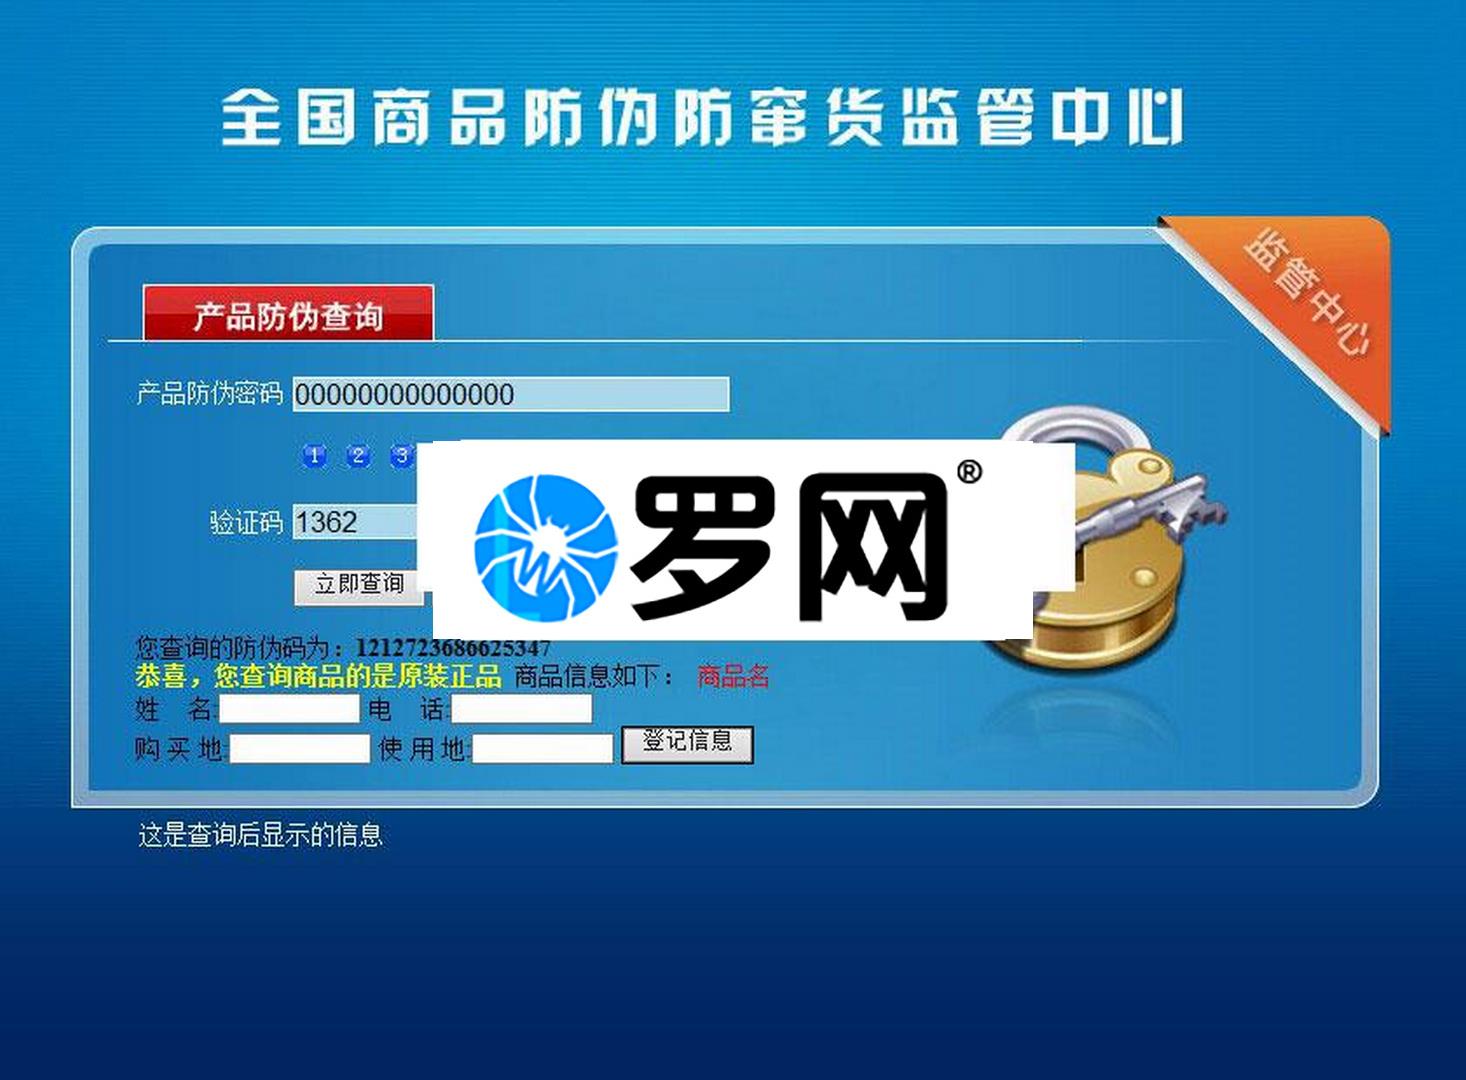 全国商品防伪防窜货监管中心
监管中心
产品防伪查询
产品防伪密码 00000000000000
1 2 3
罗网®
验证码 1362
立即查询
您查询的防伪码为：1212723686625347
恭喜，您查询商品的是原装正品 商品信息如下： 商品名
姓 名: 电 话:
购 买 地: 使 用 地: 登记信息
这是查询后显示的信息